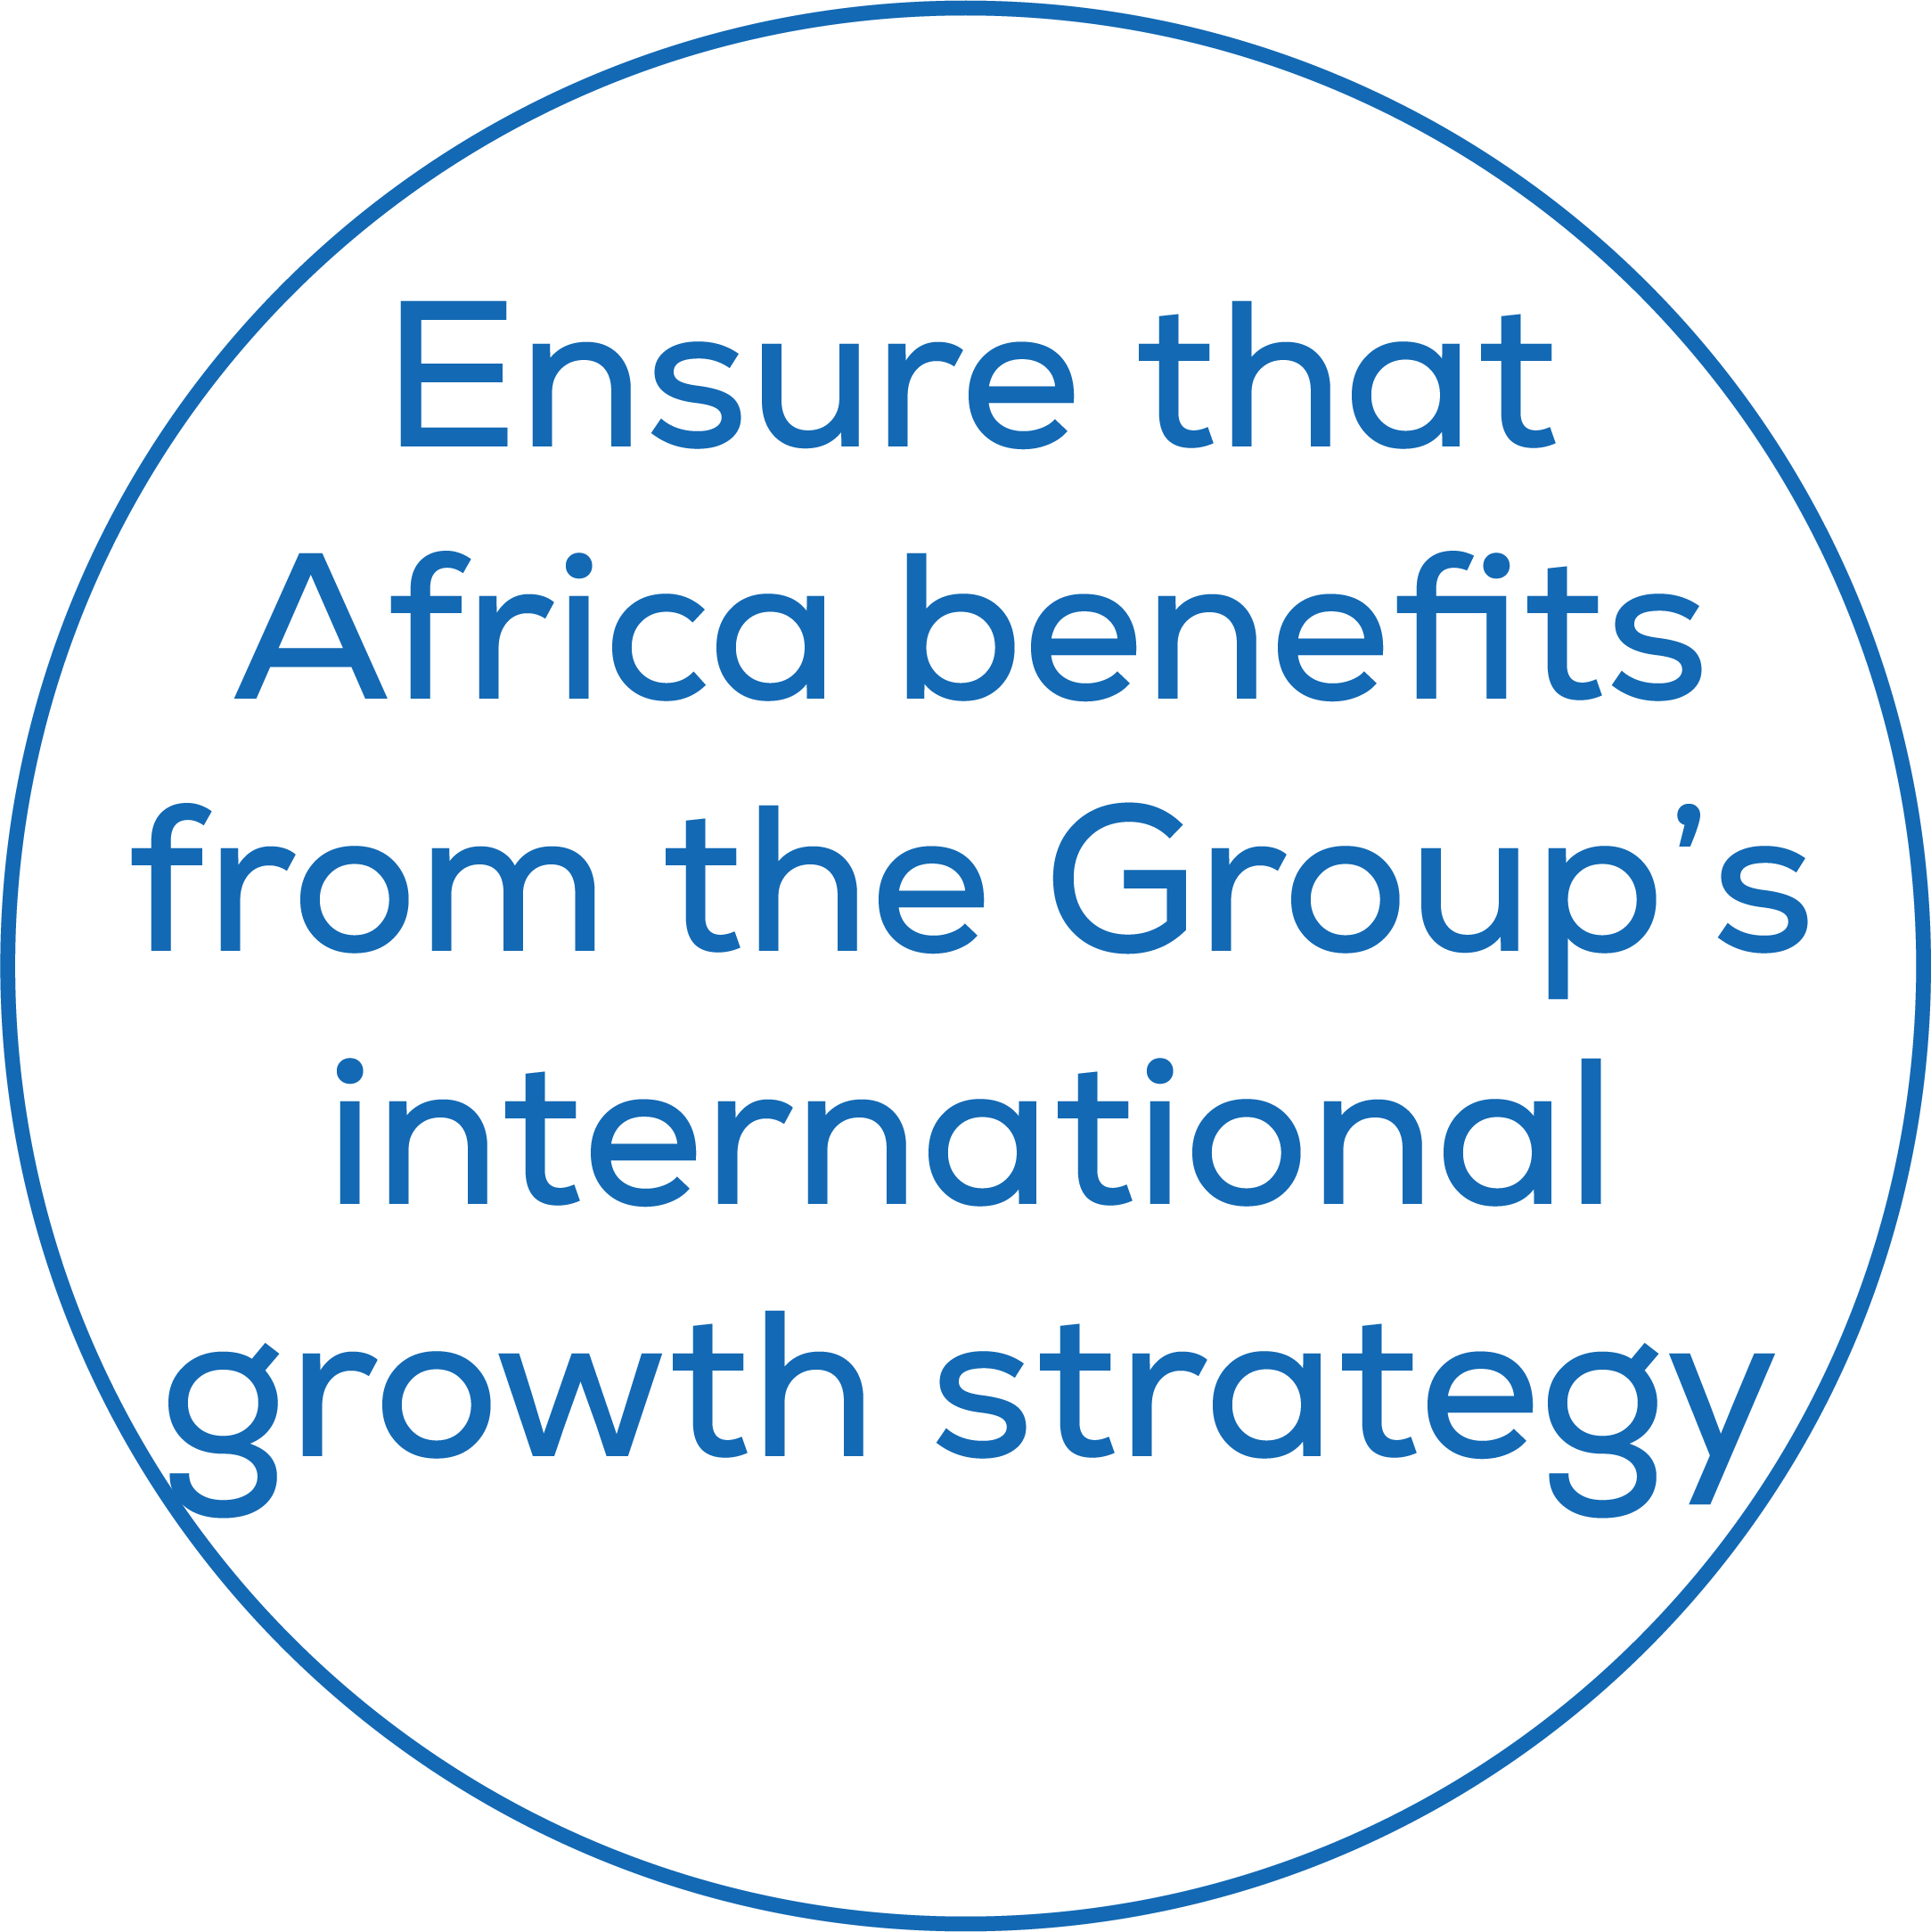 Ensure that
Africa benefits
from the Group’s
international
growth strategy